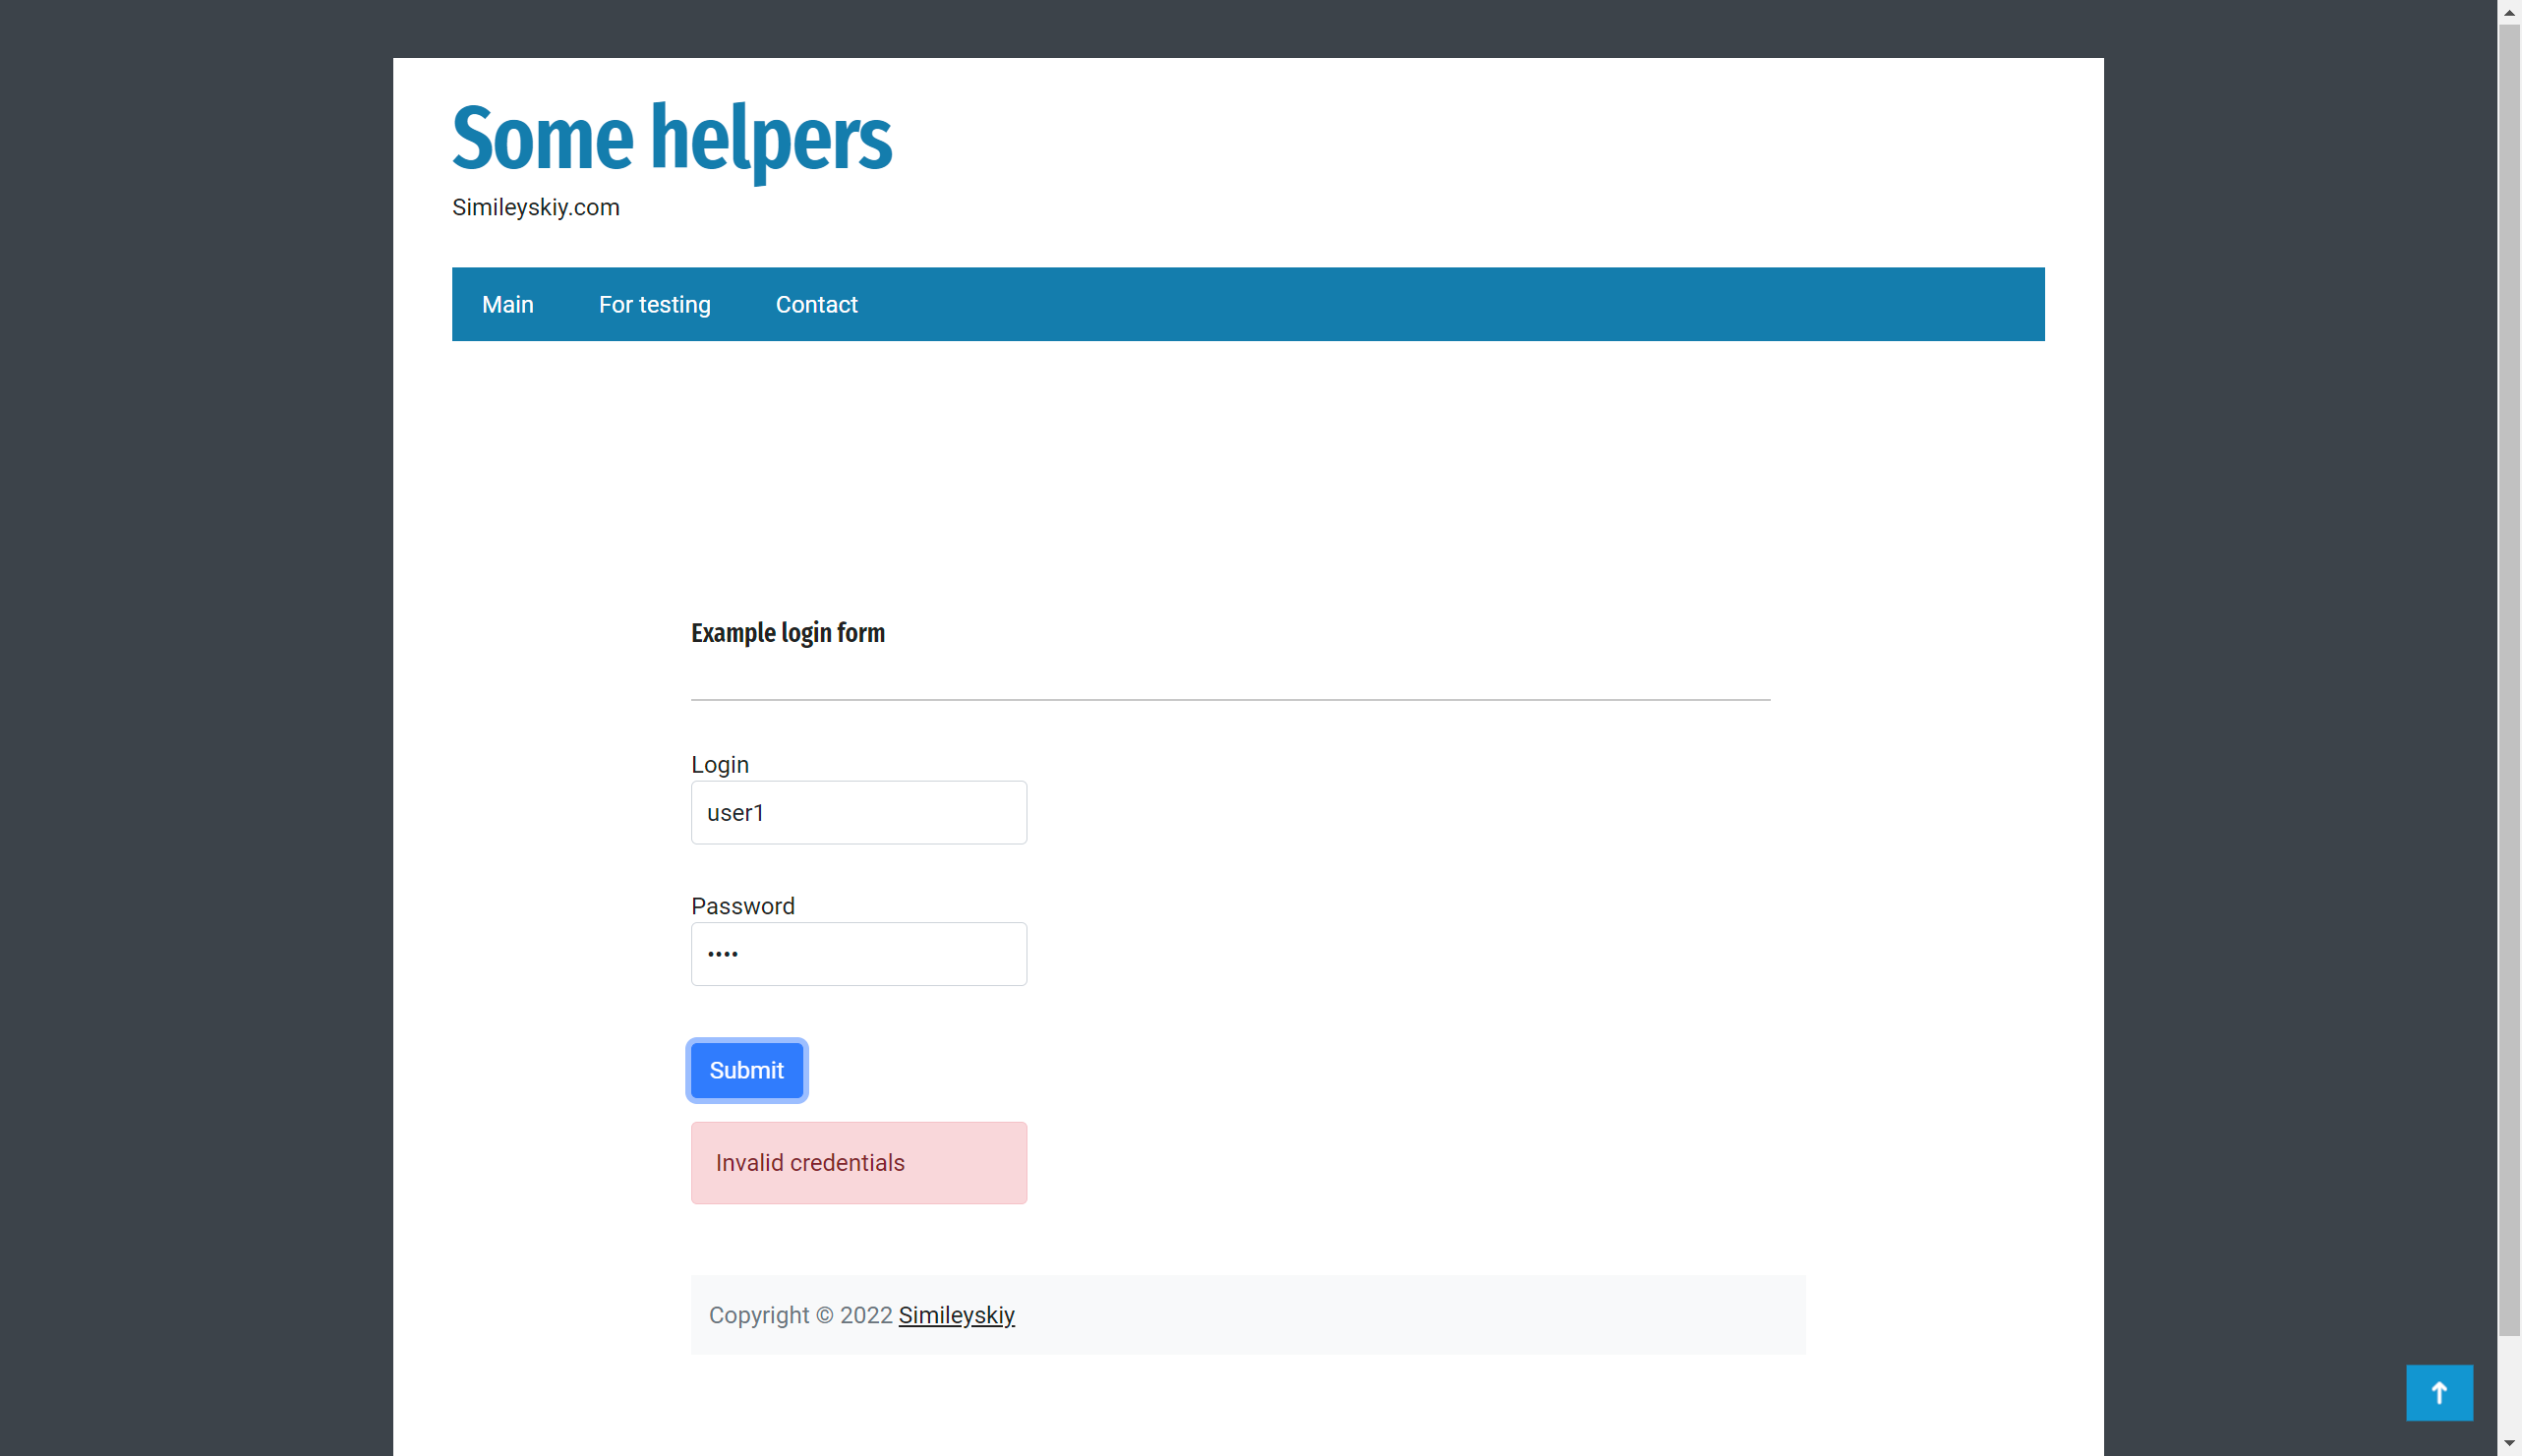 Some helpers
Simileyskiy.com
Main For testing Contact
Example login form
Login
user1
Password
••••
Submit
Invalid credentials
Copyright © 2022 Simileyskiy